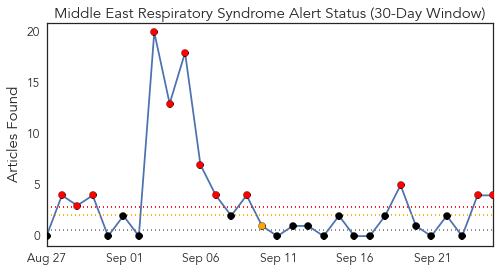 Middle East Respiratory Syndrome Alert Status (30-Day Window)
Articles Found
20
15
10
5
0
Aug 27 Sep 01 Sep 06 Sep 11 Sep 16 Sep 21